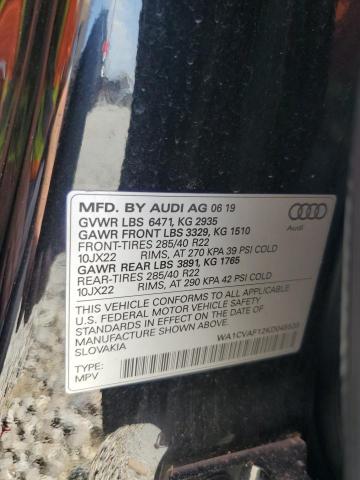 MFD. BY AUDI AG 06 19
GVWR LBS 6471, KG 2935
GAWR FRONT LBS 3329, KG 1510
FRONT-TIRES 285/40 R22
10JX22 RIMS, AT 270 KPA 39 PSI COLD
GAWR REAR LBS 3891, KG 1765
REAR-TIRES 285/40 R22
10JX22 RIMS, AT 290 KPA 42 PSI COLD
THIS VEHICLE CONFORMS TO ALL APPLICABLE
U.S. FEDERAL MOTOR VEHICLE SAFETY STANDARDS
IN EFFECT ON THE DATE OF
MANUFACTURE SHOWN ABOVE.
SLOVAKIA
TYPE:
MPV
Audi